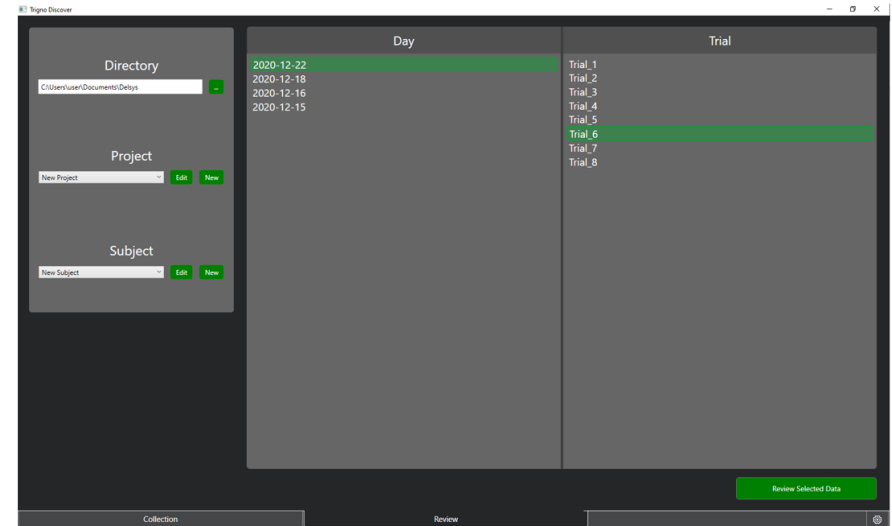 Trigno Discover
Directory
C:\Users\user\Documents\Delsys
...
Project
New Project
Edit
New
Subject
New Subject
Edit
New
Day
2020-12-22
2020-12-18
2020-12-16
2020-12-15
Trial
Trial_1
Trial_2
Trial_3
Trial_4
Trial_5
Trial_6
Trial_7
Trial_8
Review Selected Data
Collection
Review